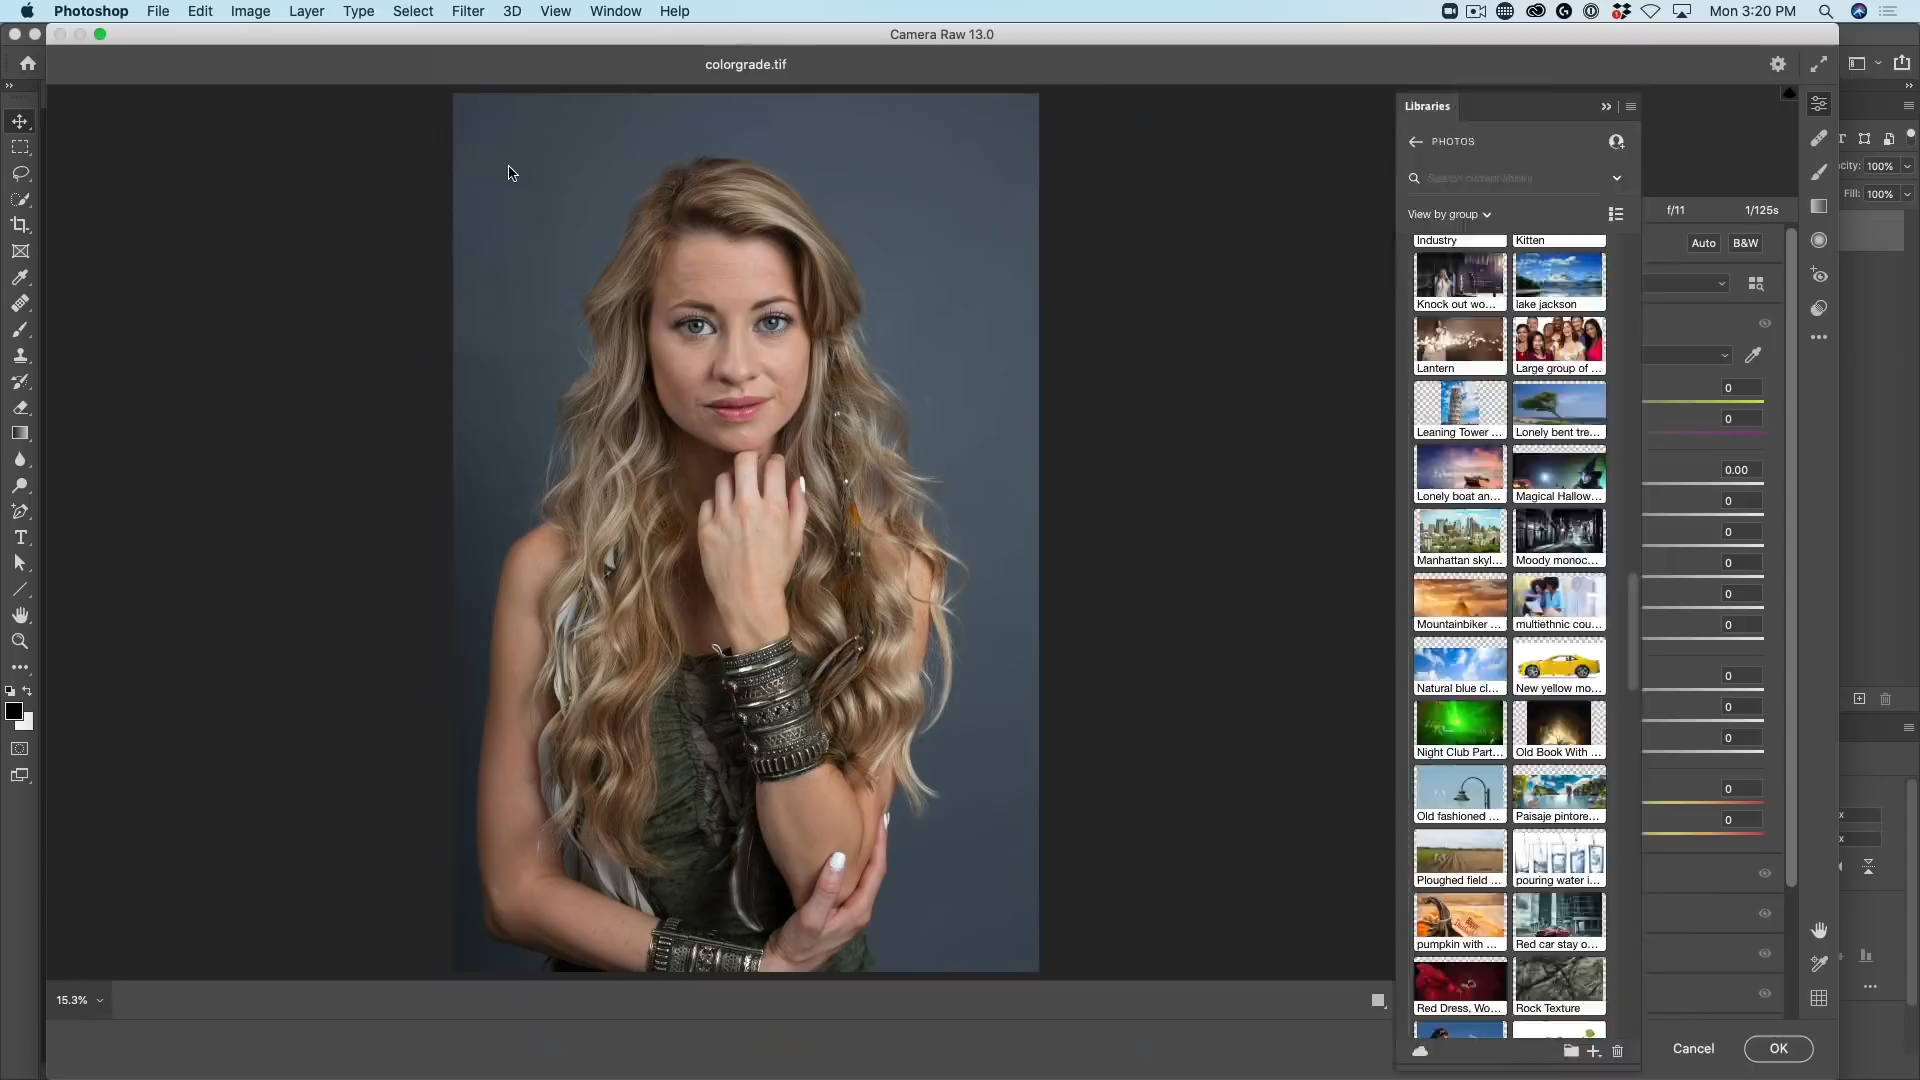 Photoshop File Edit Image Layer Type Select Filter 3D View Window Help
Mon 3:20 PM
Camera Raw 13.0
colorgrade.tif
Libraries
PHOTOS
Search current library
View by group
Industry
Kitten
Knock out wo...
lake jackson
Lantern
Large group of ...
Leaning Tower ...
Lonely bent tre...
Lonely boat an...
Magical Hallow...
Manhattan skyl...
Moody monoc...
Mountainbiker ...
multiethnic cou...
Natural blue cl...
New yellow mo...
Night Club Part...
Old Book With ...
Old fashioned ...
Paisaje pintore...
Ploughed field ...
pouring water i...
pumpkin with ...
Red car stay o...
Red Dress, Wo...
Rock Texture
f/11 1/125s
Auto B&W
0
0
0.00
0
0
0
0
0
0
0
0
0
0
100%
Fill: 100%
15.3%
Cancel OK